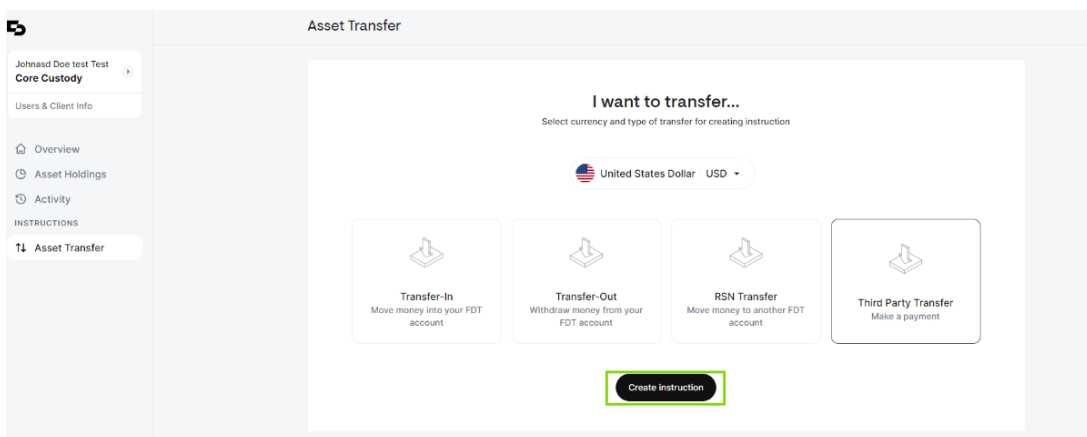 Asset Transfer
Johnasd Doe test Test
Core Custody
Users & Client Info
Overview
Asset Holdings
Activity
INSTRUCTIONS
Asset Transfer
I want to transfer...
Select currency and type of transfer for creating instruction
United States Dollar USD
Transfer-In
Move money into your FDT
account
Transfer-Out
Withdraw money from your
FDT account
RSN Transfer
Move money to another FDT
account
Third Party Transfer
Make a payment
Create instruction